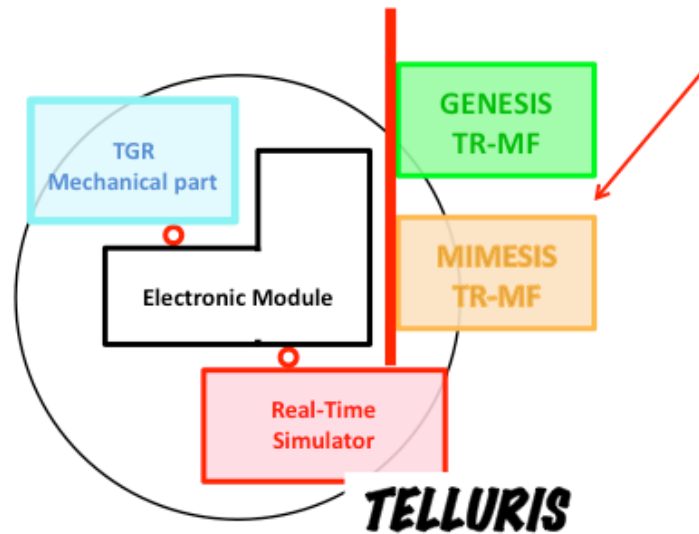 GENESIS
TR-MF
TGR
Mechanical part
MIMESIS
TR-MF
Electronic Module
Real-Time
Simulator
TELLURIS